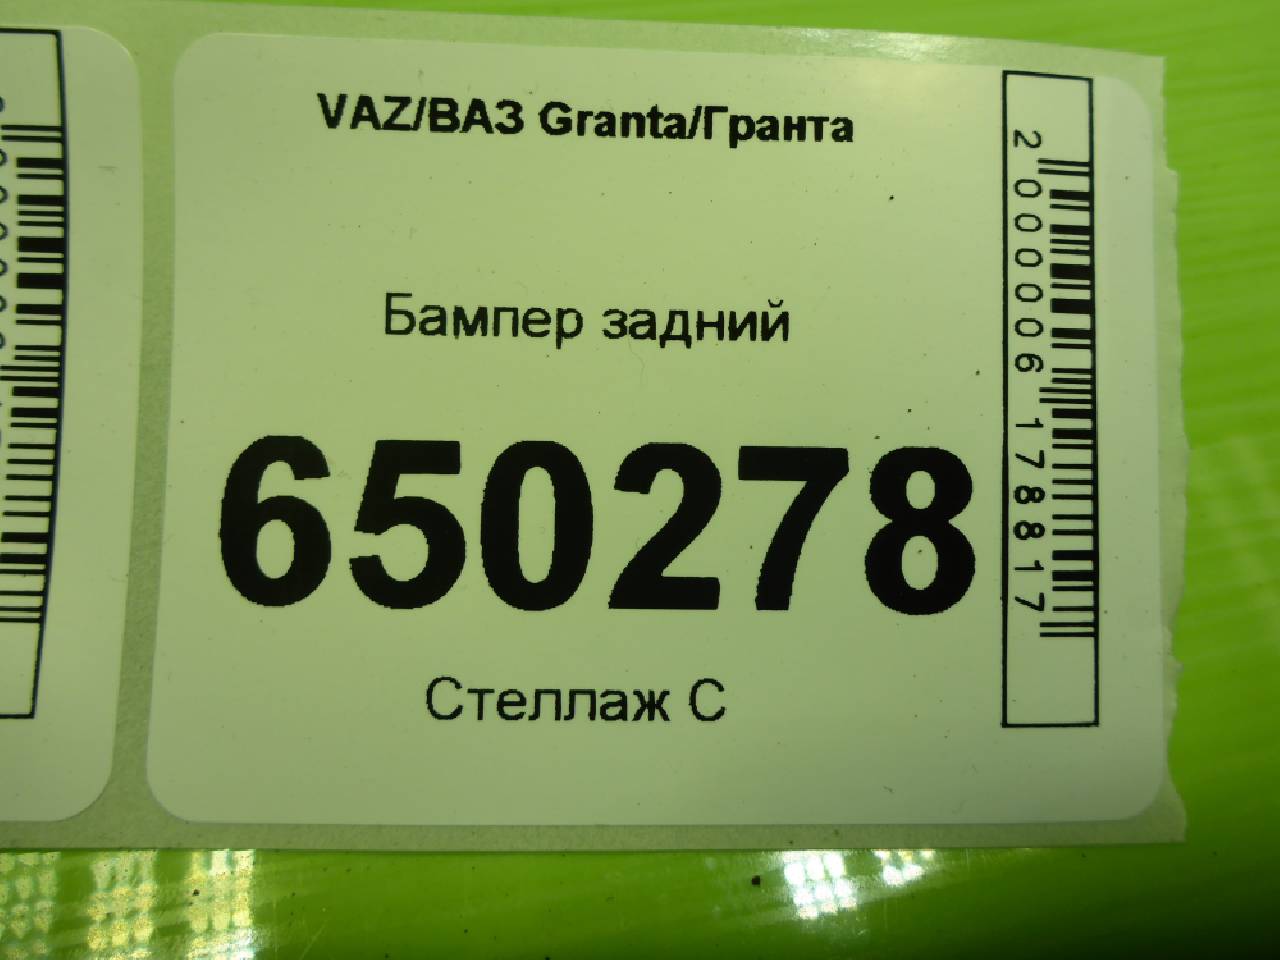 VAZ/ВАЗ Granta/Гранта
Бампер задний
650278
Стеллаж С
2000006178817